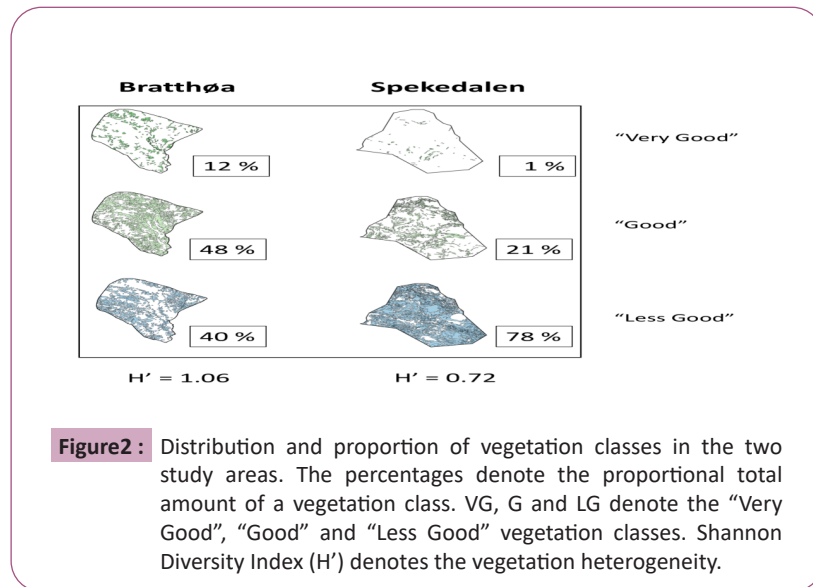 Bratthøa Spekedalen
"Very Good"
12 % 1 %
"Good"
48 % 21 %
"Less Good"
40 % 78 %
H' = 1.06 H' = 0.72
Figure2 : Distribution and proportion of vegetation classes in the two
study areas. The percentages denote the proportional total
amount of a vegetation class. VG, G and LG denote the “Very
Good”, “Good” and “Less Good” vegetation classes. Shannon
Diversity Index (H’) denotes the vegetation heterogeneity.